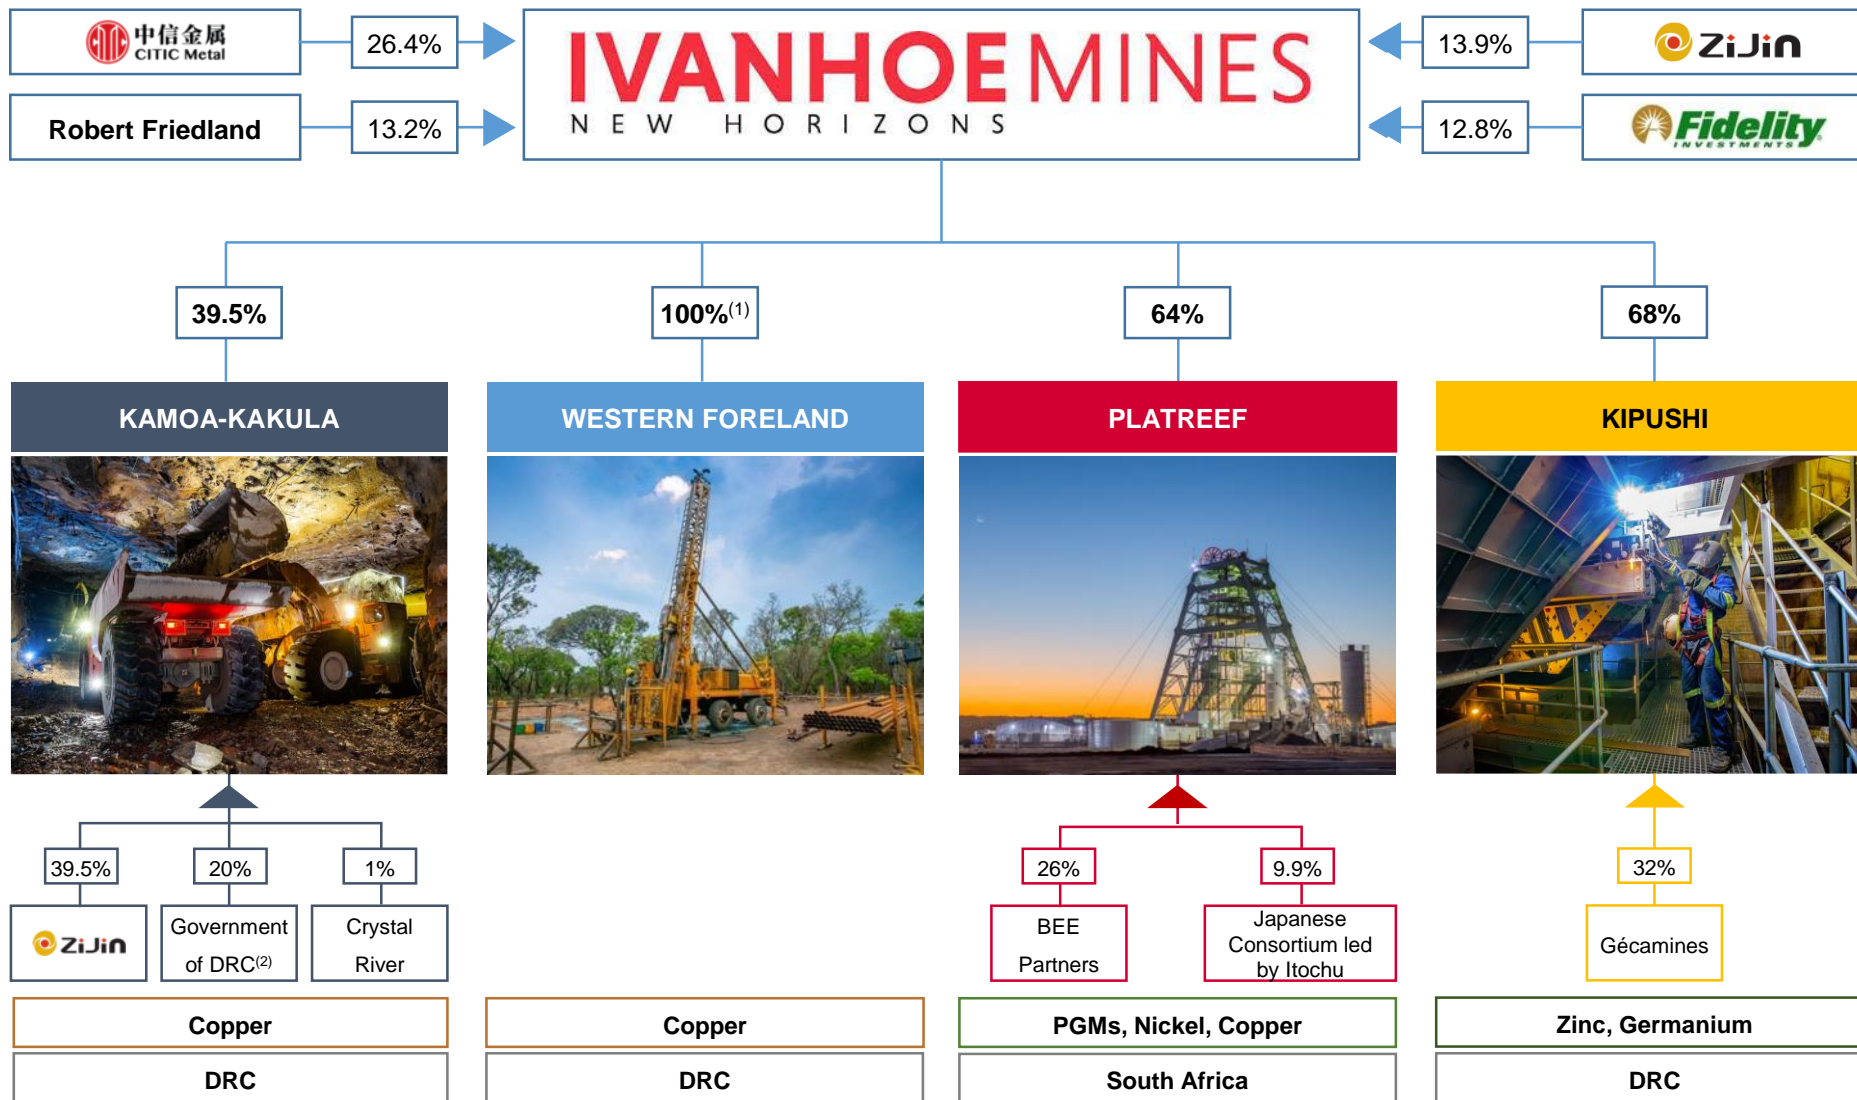 中信金属
CITIC Metal
26.4%
Robert Friedland
13.2%
IVANHOE MINES
NEW HORIZONS
13.9%
ZiJin
12.8%
Fidelity
INVESTMENTS
39.5%
100%(1)
64%
68%
KAMOA-KAKULA
WESTERN FORELAND
PLATREEF
KIPUSHI
39.5%
20%
1%
26%
9.9%
32%
ZiJin
Government
of DRC(2)
Crystal
River
BEE
Partners
Japanese
Consortium led
by Itochu
Gécamines
Copper
Copper
PGMs, Nickel, Copper
Zinc, Germanium
DRC
DRC
South Africa
DRC